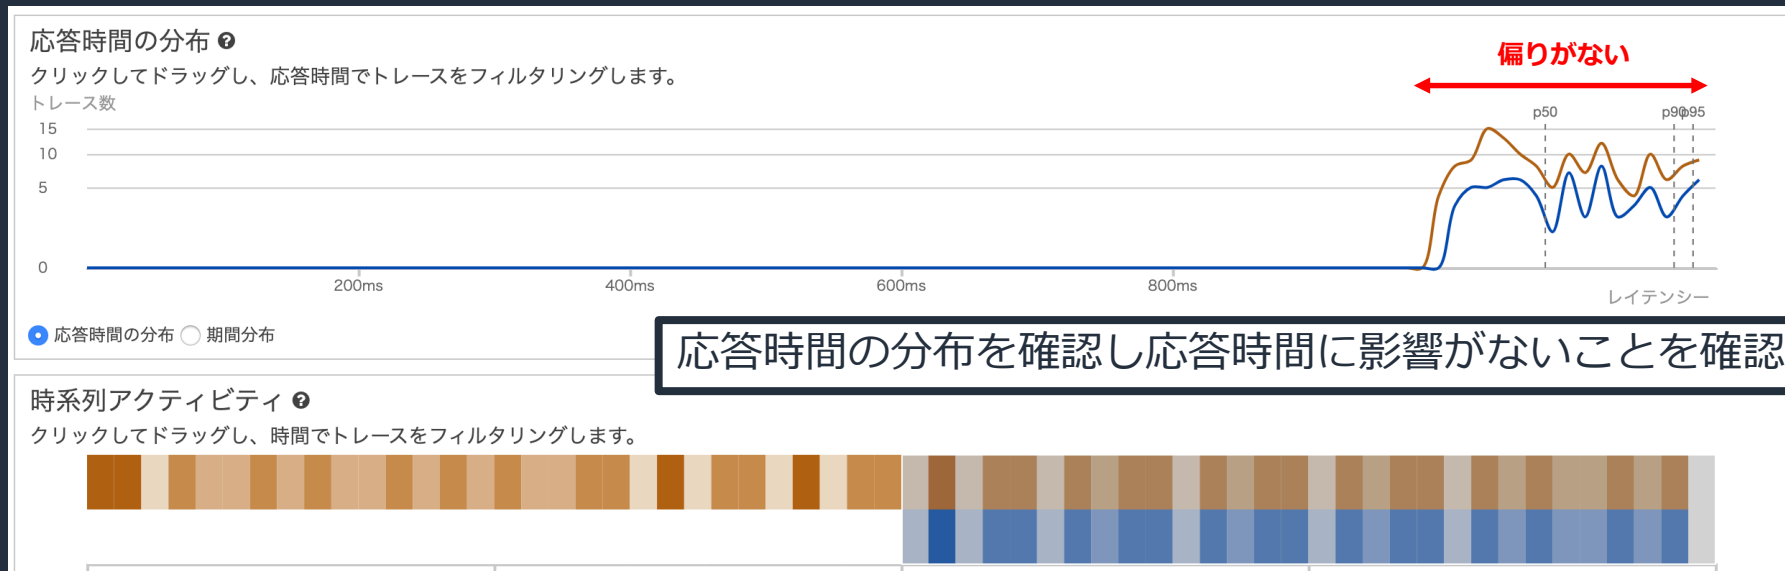 応答時間の分布
クリックしてドラッグし、応答時間でトレースをフィルタリングします。
トレース数
偏りがない
p50
p90
p95
15
10
5
0
200ms
400ms
600ms
800ms
レイテンシー
応答時間の分布 期間分布
応答時間の分布を確認し応答時間に影響がないことを確認
時系列アクティビティ
クリックしてドラッグし、時間でトレースをフィルタリングします。